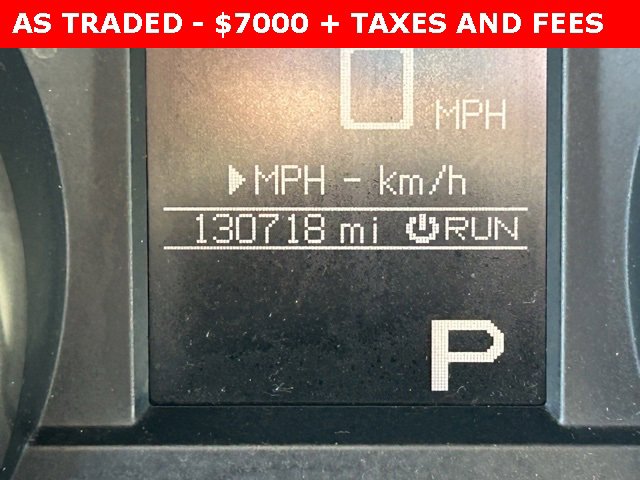 AS TRADED - $7000 + TAXES AND FEES
0 MPH
▶MPH - km/h
130718 mi ⏻RUN
P